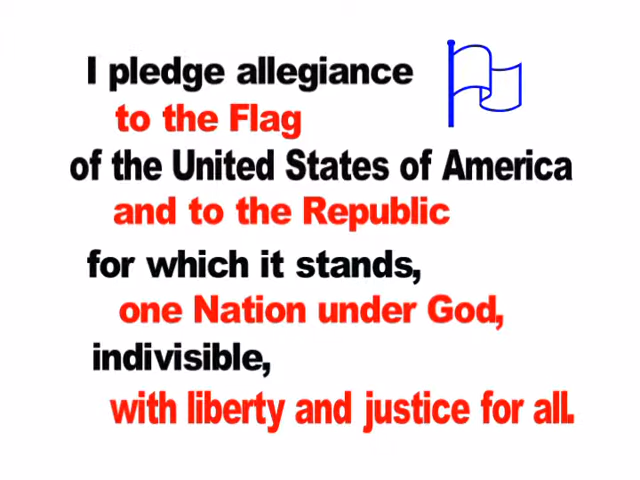 I pledge allegiance
to the Flag
of the United States of America
and to the Republic
for which it stands,
one Nation under God,
indivisible,
with liberty and justice for all.